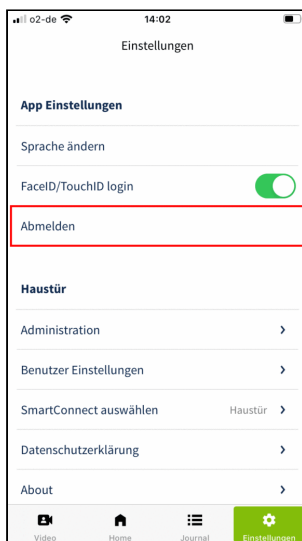 o2-de 14:02
Einstellungen
App Einstellungen
Sprache ändern
FaceID/TouchID login
Abmelden
Haustür
Administration
Benutzer Einstellungen
SmartConnect auswählen Haustür
Datenschutzerklärung
About
Video Home Journal Einstellungen